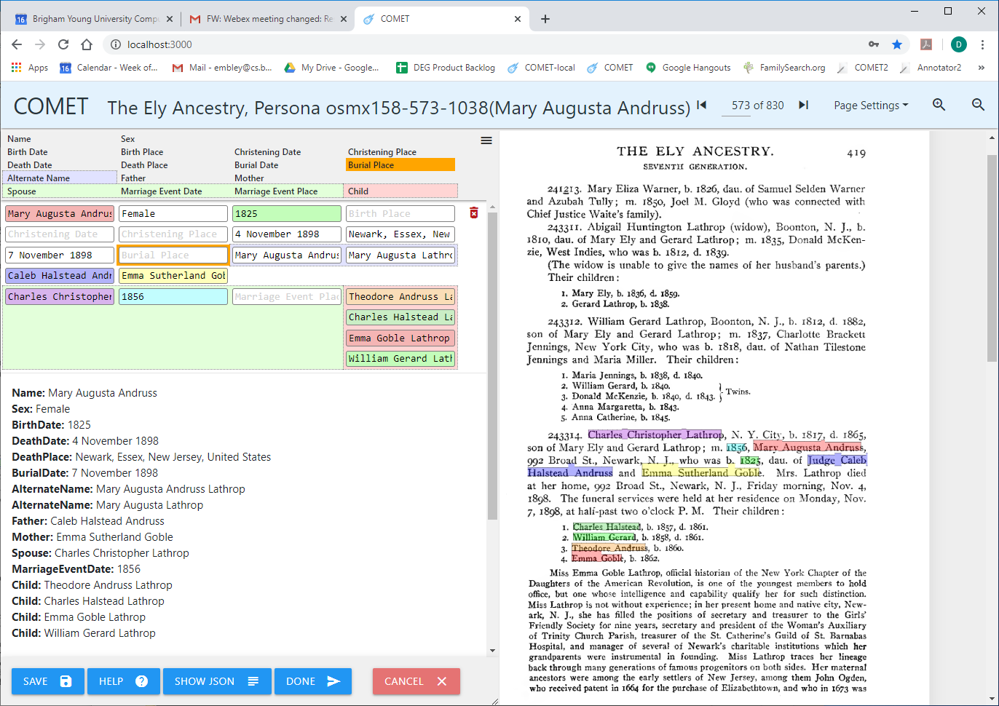 Brigham Young University Compu
FW: Webex meeting changed: Re
COMET
localhost:3000
D
Apps
16
Calendar - Week of...
Mail - embley@cs.b...
My Drive - Google...
DEG Product Backlog
COMET-local
COMET
Google Hangouts
FamilySearch.org
COMET2
Annotator2
»
COMET
The Ely Ancestry, Persona osmx158-573-1038(Mary Augusta Andruss)
573 of 830
Page Settings
Name
Sex
Birth Date
Birth Place
Christening Date
Christening Place
Death Date
Death Place
Burial Date
Burial Place
Alternate Name
Father
Mother
Spouse
Marriage Event Date
Marriage Event Place
Child
Mary Augusta Andrus
Female
1825
Birth Place
Christening Date
Christening Place
4 November 1898
Newark, Essex, New
7 November 1898
Burial Place
Mary Augusta Andrus
Mary Augusta Lathro
Caleb Halstead Andr
Emma Sutherland Gob
Charles Christopher
1856
Marriage Event Plac
Theodore Andruss La
Charles Halstead La
Emma Goble Lathrop
William Gerard Lath
Name: Mary Augusta Andruss
Sex: Female
BirthDate: 1825
DeathDate: 4 November 1898
DeathPlace: Newark, Essex, New Jersey, United States
BurialDate: 7 November 1898
AlternateName: Mary Augusta Andruss Lathrop
AlternateName: Mary Augusta Lathrop
Father: Caleb Halstead Andruss
Mother: Emma Sutherland Goble
Spouse: Charles Christopher Lathrop
MarriageEventDate: 1856
Child: Theodore Andruss Lathrop
Child: Charles Halstead Lathrop
Child: Emma Goble Lathrop
Child: William Gerard Lathrop
SAVE
HELP
SHOW JSON
DONE
CANCEL
THE ELY ANCESTRY. 419
SEVENTH GENERATION.
241213. Mary Eliza Warner, b. 1826, dau. of Samuel Selden Warner
and Azubah Tully; m. 1850, Joel M. Gloyd (who was connected with
Chief Justice Waite's family).
243311. Abigail Huntington Lathrop (widow), Boonton, N. J., b.
1810, dau. of Mary Ely and Gerard Lathrop; m. 1835, Donald McKen-
zie, West Indies, who was b. 1812, d. 1839.
(The widow is unable to give the names of her husband's parents.)
Their children:
1. Mary Ely, b. 1836, d. 1859.
2. Gerard Lathrop, b. 1838.
243312. William Gerard Lathrop, Boonton, N. J., b. 1812, d. 1882,
son of Mary Ely and Gerard Lathrop; m. 1837, Charlotte Brackett
Jennings, New York City, who was b. 1818, dau. of Nathan Tilestone
Jennings and Maria Miller. Their children:
1. Maria Jennings, b. 1838, d. 1840.
2. William Gerard, b. 1840.
3. Donald McKenzie, b. 1840, d. 1843.
Twins.
4. Anna Margaretta, b. 1843.
5. Anna Catherine, b. 1845.
243314. Charles Christopher Lathrop, N. Y. City, b. 1817, d. 1865,
son of Mary Ely and Gerard Lathrop; m. 1856, Mary Augusta Andruss,
992 Broad St., Newark, N. J., who was b. 1825, dau. of Judge Caleb
Halstead Andruss and Emma Sutherland Goble. Mrs. Lathrop died
at her home, 992 Broad St., Newark, N. J., Friday morning, Nov. 4,
1898. The funeral services were held at her residence on Monday, Nov.
7, 1898, at half-past two o'clock P. M. Their children:
1. Charles Halstead, b. 1857, d. 1861.
2. William Gerard, b. 1858, d. 1861.
3. Theodore Andruss, b. 1860.
4. Emma Goble, b. 1862.
Miss Emma Goble Lathrop, official historian of the New York Chapter of the
Daughters of the American Revolution, is one of the youngest members to hold
office, but one whose intelligence and capability qualify her for such distinction.
Miss Lathrop is not without experience; in her present home and native city, New-
ark, N. J., she has filled the positions of secretary and treasurer to the Girls'
Friendly Society for nine years, secretary and president of the Woman's Auxiliary
of Trinity Church Parish, treasurer of the St. Catherine's Guild of St. Barnabas
Hospital, and manager of several of Newark's charitable institutions which her
grandparents were instrumental in founding. Miss Lathrop traces her lineage
back through many generations of famous progenitors on both sides. Her maternal
ancestors were among the early settlers of New Jersey, among them John Ogden,
who received patent in 1664 for the purchase of Elizabethtown, and who in 1673 was